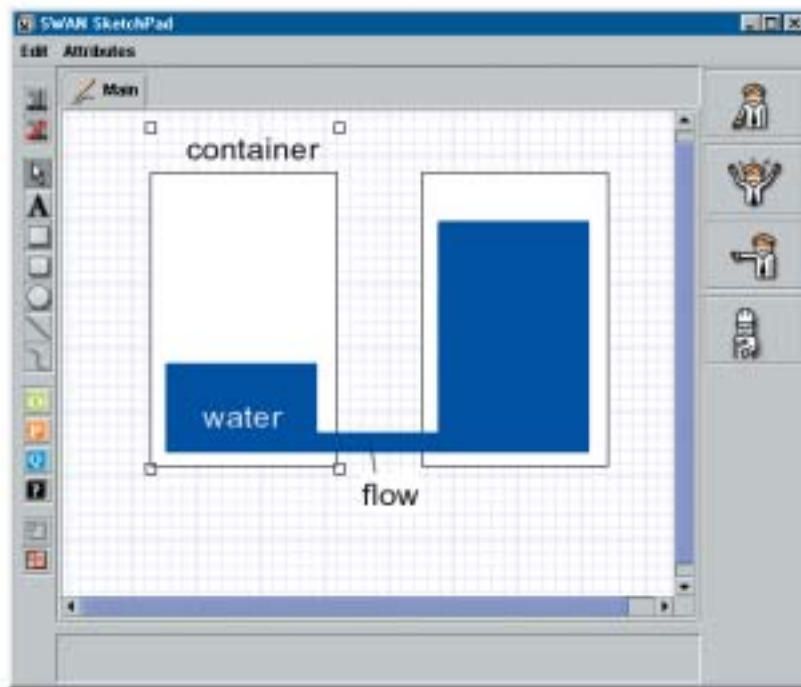 SWAN SketchPad
Edit Attributes
Main
container
A
water
flow
P
Q
?